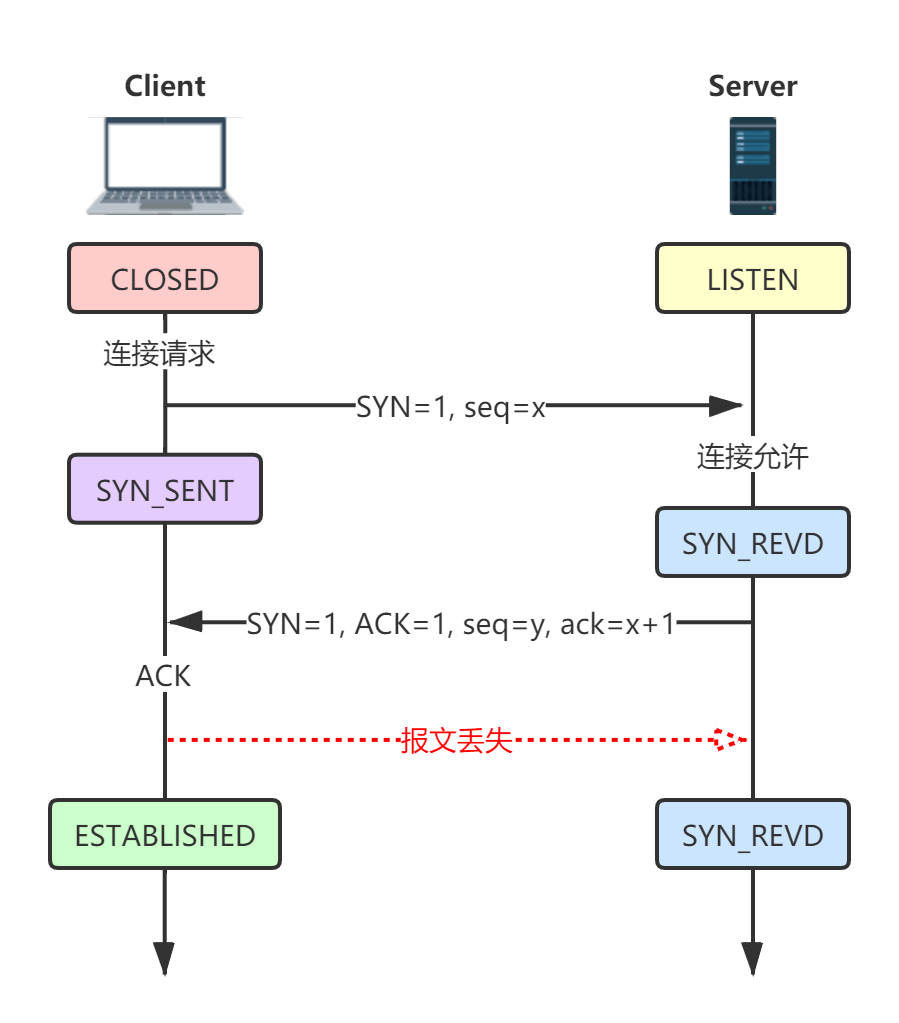 Client
Server
CLOSED
LISTEN
连接请求
SYN=1, seq=x
连接允许
SYN_SENT
SYN_REVD
SYN=1, ACK=1, seq=y, ack=x+1
ACK
报文丢失
ESTABLISHED
SYN_REVD